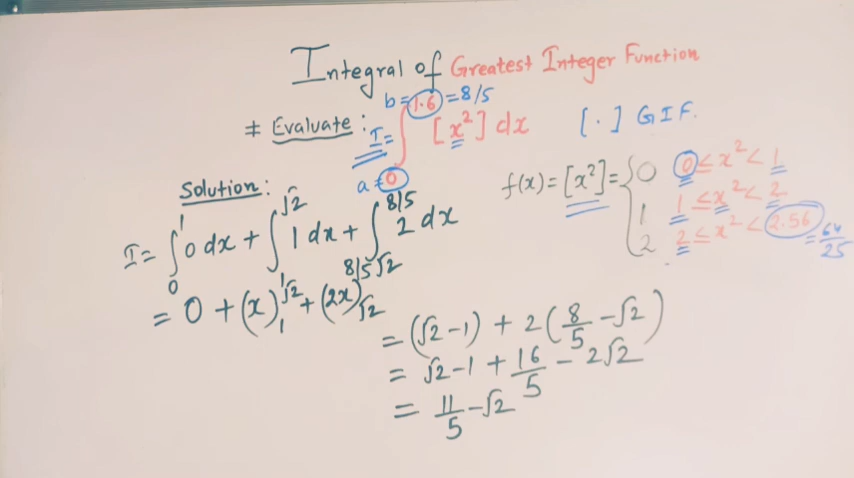 Integral of Greatest Integer Function
b = 1.6 = 8/5
# Evaluate : I = ∫ [x²] dx [ . ] G I F.
a = 0
Solution :
f(x) = [x²] = { 0 0 ≤ x² < 1
1 1 ≤ x² < 2
2 2 ≤ x² < 2.56 = 64/25
I = ∫₀¹ 0 dx + ∫₁^√2 1 dx + ∫_√2^8/5 2 dx
= 0 + (x)₁^√2 + (2x)_√2^8/5
= (√2 - 1) + 2 (8/5 - √2)
= √2 - 1 + 16/5 - 2√2
= 11/5 - √2